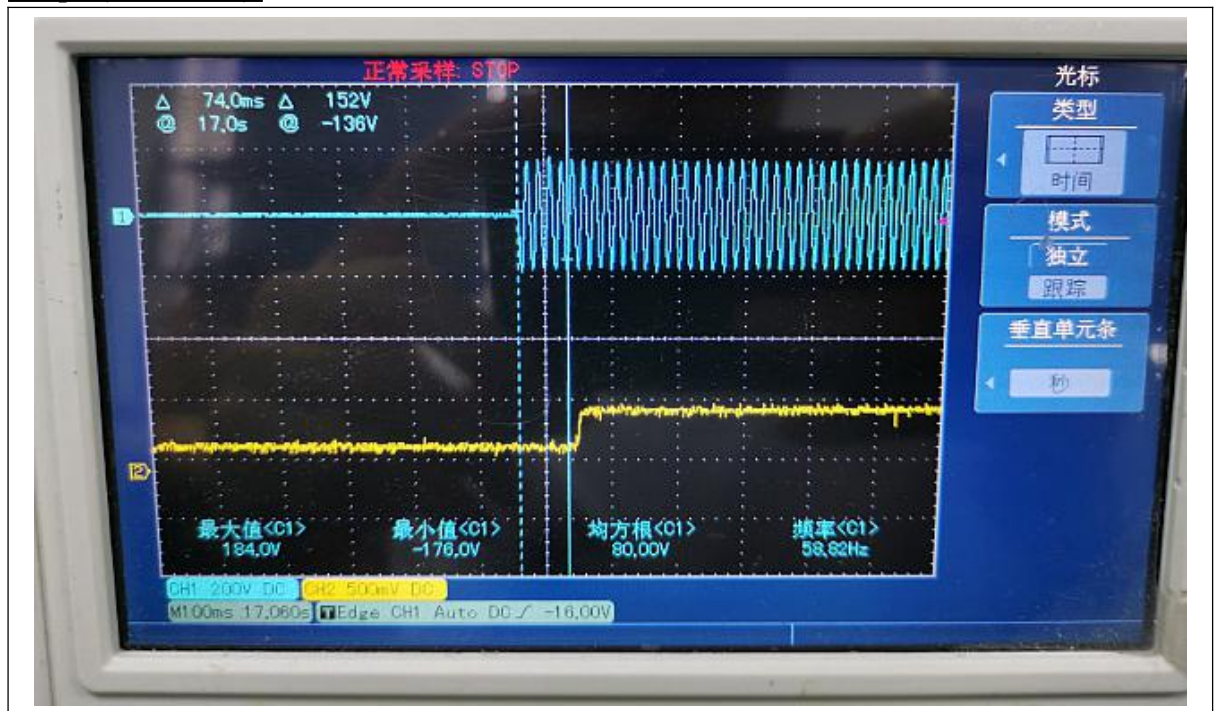 正常采样: STOP
△ 74.0ms △ 152V
@ 17.0s @ -136V
光标
类型
时间
模式
独立
跟踪
垂直单元条
秒
1
2
最大值<C1> 最小值<C1> 均方根<C1> 频率<C1>
184.0V -176.0V 80.00V 58.82Hz
CH1 200V DC CH2 500mV DC
M100ms 17.060s T Edge CH1 Auto DC -16.00V